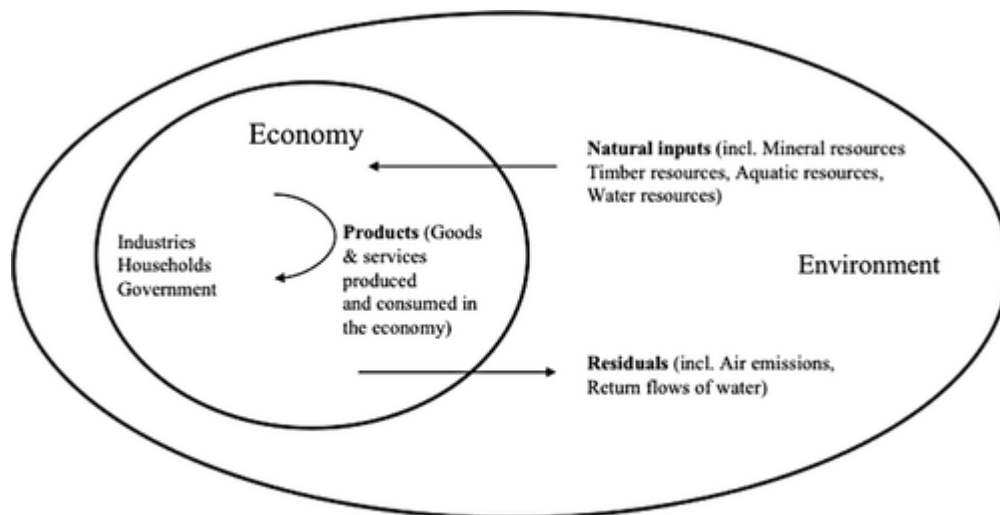 Economy
Natural inputs (incl. Mineral resources
Timber resources, Aquatic resources,
Water resources)
Industries
Households
Government
Products (Goods
& services
produced
and consumed in
the economy)
Environment
Residuals (incl. Air emissions,
Return flows of water)